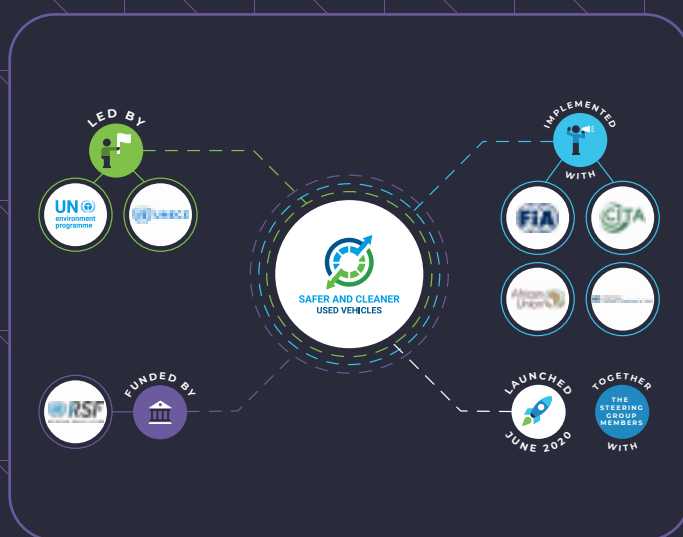 LED BY
UN
environment
programme
UNECE
IMPLEMENTED
WITH
FiA
CiTA
African
Union
SAFER AND CLEANER
USED VEHICLES
FUNDED BY
RSF
LAUNCHED
JUNE 2020
TOGETHER
THE
STEERING
GROUP
MEMBERS
WITH